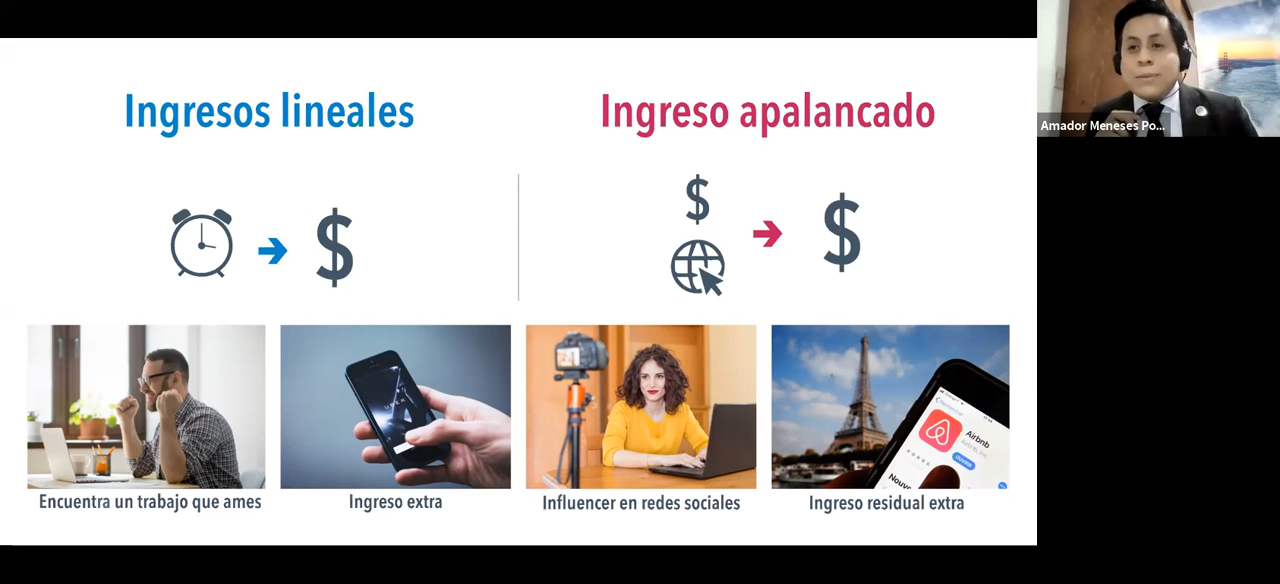 Ingresos lineales
Ingreso apalancado
$
$
$
Encuentra un trabajo que ames
Ingreso extra
Influencer en redes sociales
Ingreso residual extra
Airbnb
OUVRIR
Amador Meneses Po...